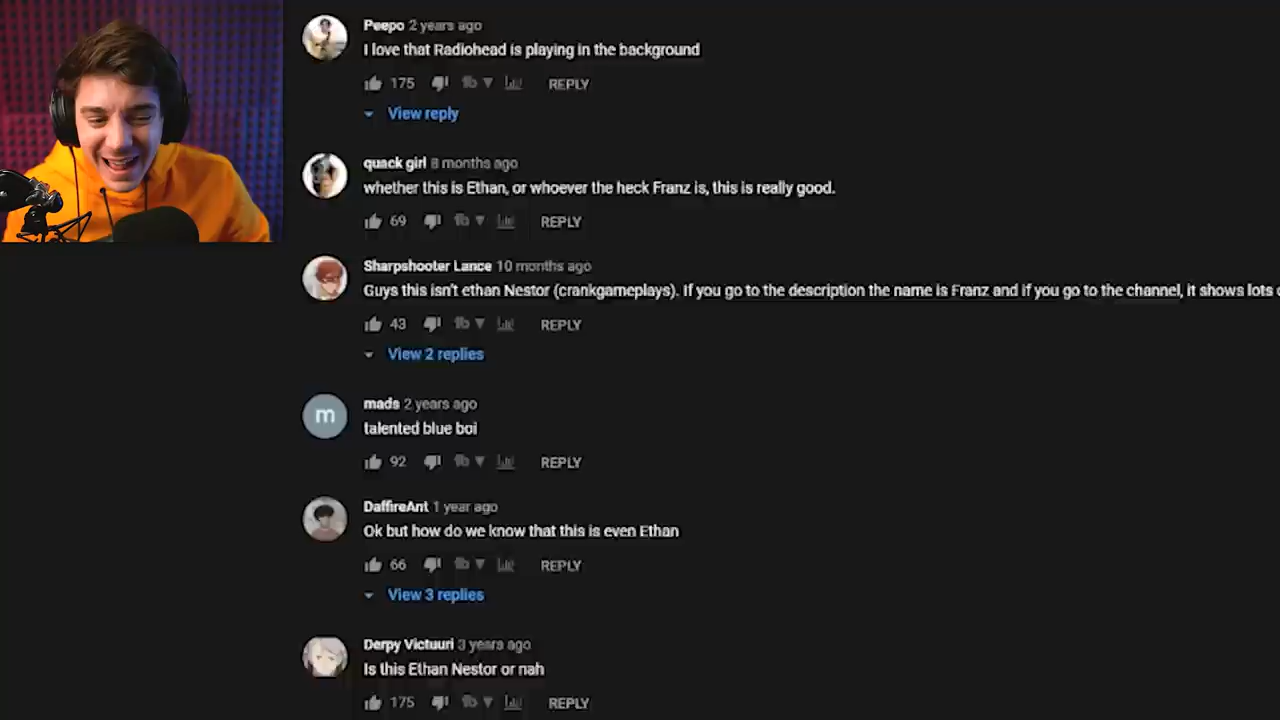 Peepo 2 years ago
I love that Radiohead is playing in the background
175 REPLY
View reply
quack girl 8 months ago
whether this is Ethan, or whoever the heck Franz is, this is really good.
69 REPLY
Sharpshooter Lance 10 months ago
Guys this isn't ethan Nestor (crankgameplays). If you go to the description the name is Franz and if you go to the channel, it shows lots
43 REPLY
View 2 replies
m
mads 2 years ago
talented blue boi
92 REPLY
DaffireAnt 1 year ago
Ok but how do we know that this is even Ethan
66 REPLY
View 3 replies
Derpy Victuuri 3 years ago
Is this Ethan Nestor or nah
175 REPLY